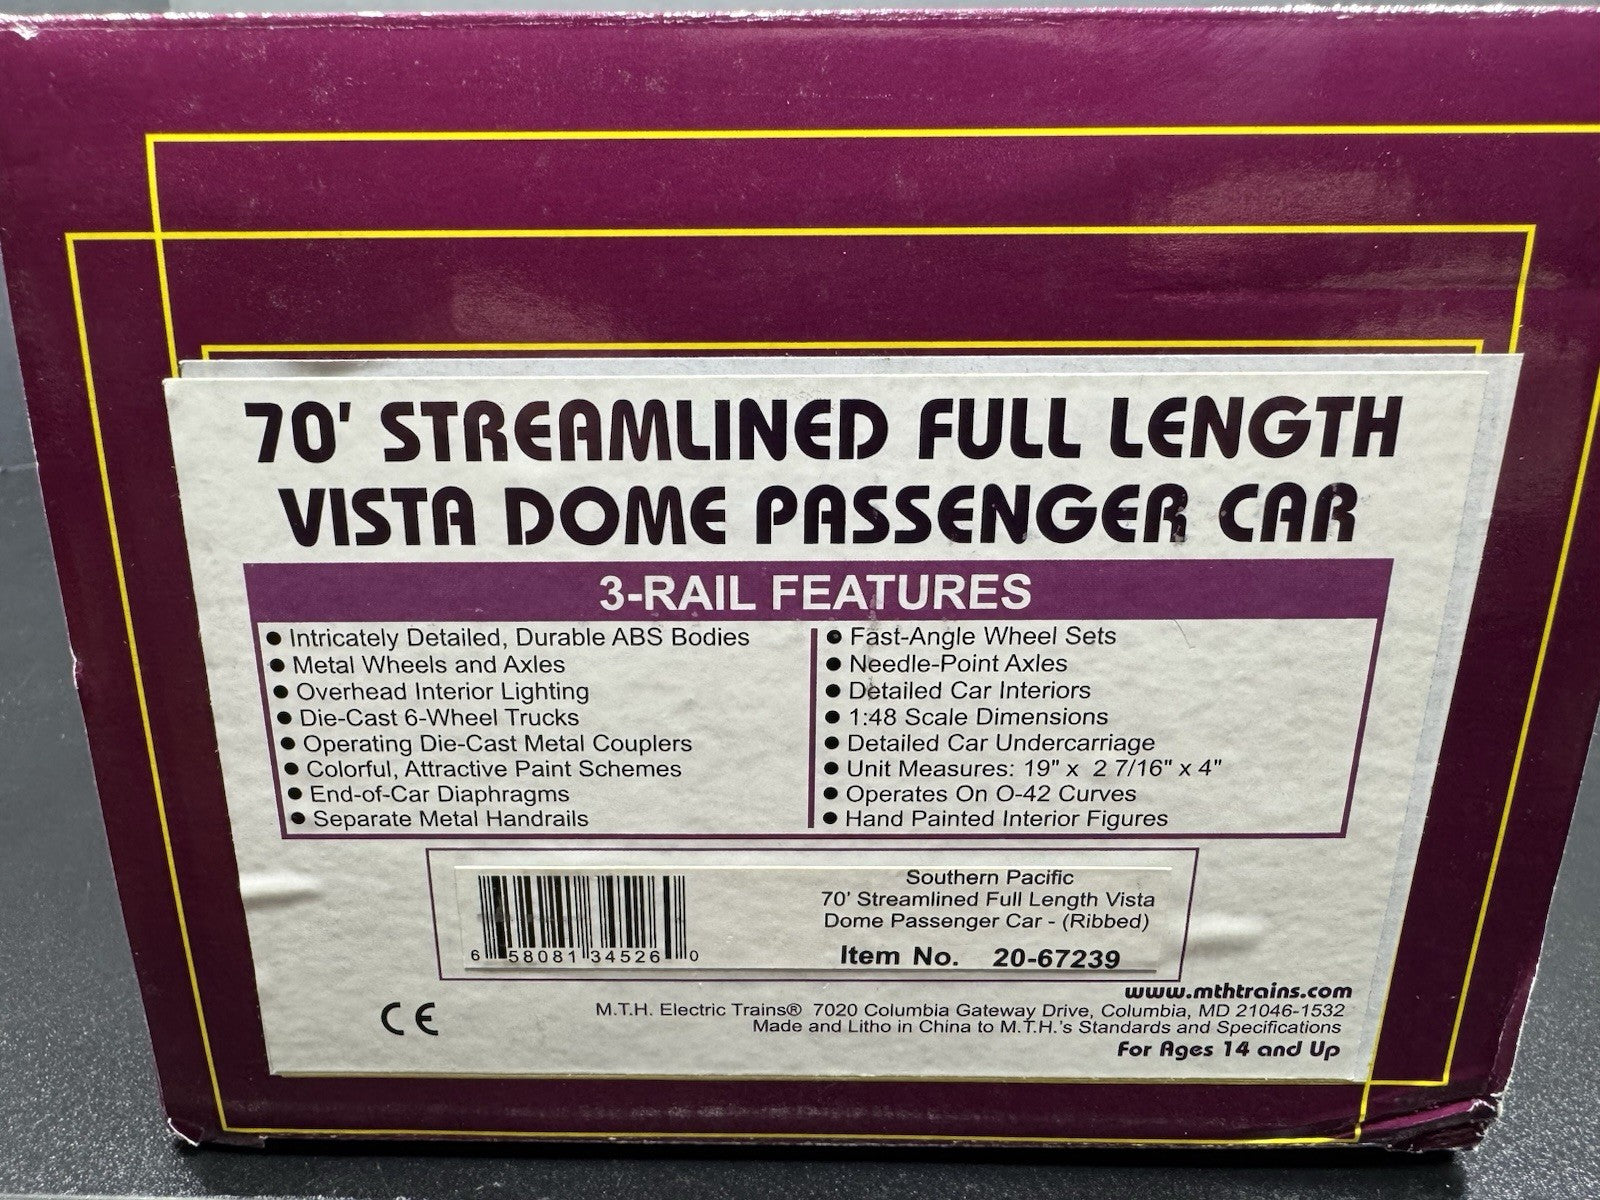 70' STREAMLINED FULL LENGTH
VISTA DOME PASSENGER CAR
3-RAIL FEATURES
● Intricately Detailed, Durable ABS Bodies
● Metal Wheels and Axles
● Overhead Interior Lighting
● Die-Cast 6-Wheel Trucks
● Operating Die-Cast Metal Couplers
● Colorful, Attractive Paint Schemes
● End-of-Car Diaphragms
● Separate Metal Handrails
● Fast-Angle Wheel Sets
● Needle-Point Axles
● Detailed Car Interiors
● 1:48 Scale Dimensions
● Detailed Car Undercarriage
● Unit Measures: 19" x 2 7/16" x 4"
● Operates On O-42 Curves
● Hand Painted Interior Figures
6 58081 34526 0
Southern Pacific
70' Streamlined Full Length Vista
Dome Passenger Car - (Ribbed)
Item No. 20-67239
www.mthtrains.com
CE
M.T.H. Electric Trains® 7020 Columbia Gateway Drive, Columbia, MD 21046-1532
Made and Litho in China to M.T.H.'s Standards and Specifications
For Ages 14 and Up